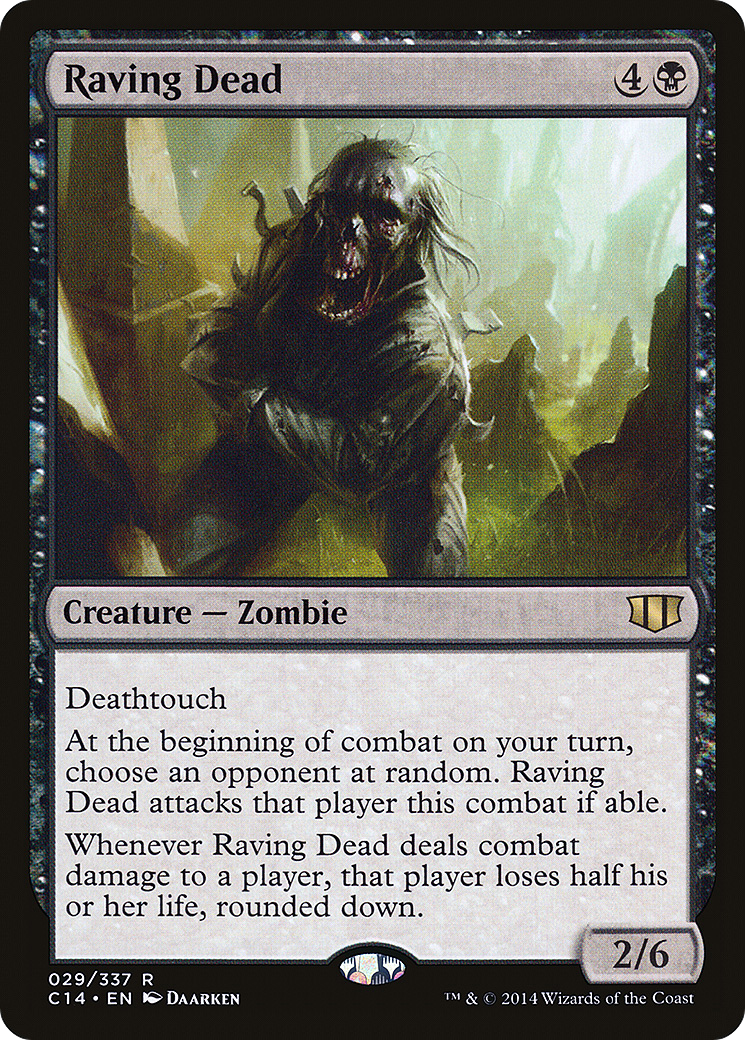 Raving Dead 4
Creature — Zombie
Deathtouch
At the beginning of combat on your turn,
choose an opponent at random. Raving
Dead attacks that player this combat if able.
Whenever Raving Dead deals combat
damage to a player, that player loses half his
or her life, rounded down.
2/6
029/337 R
C14 • EN DAARKEN
™ & © 2014 Wizards of the Coast